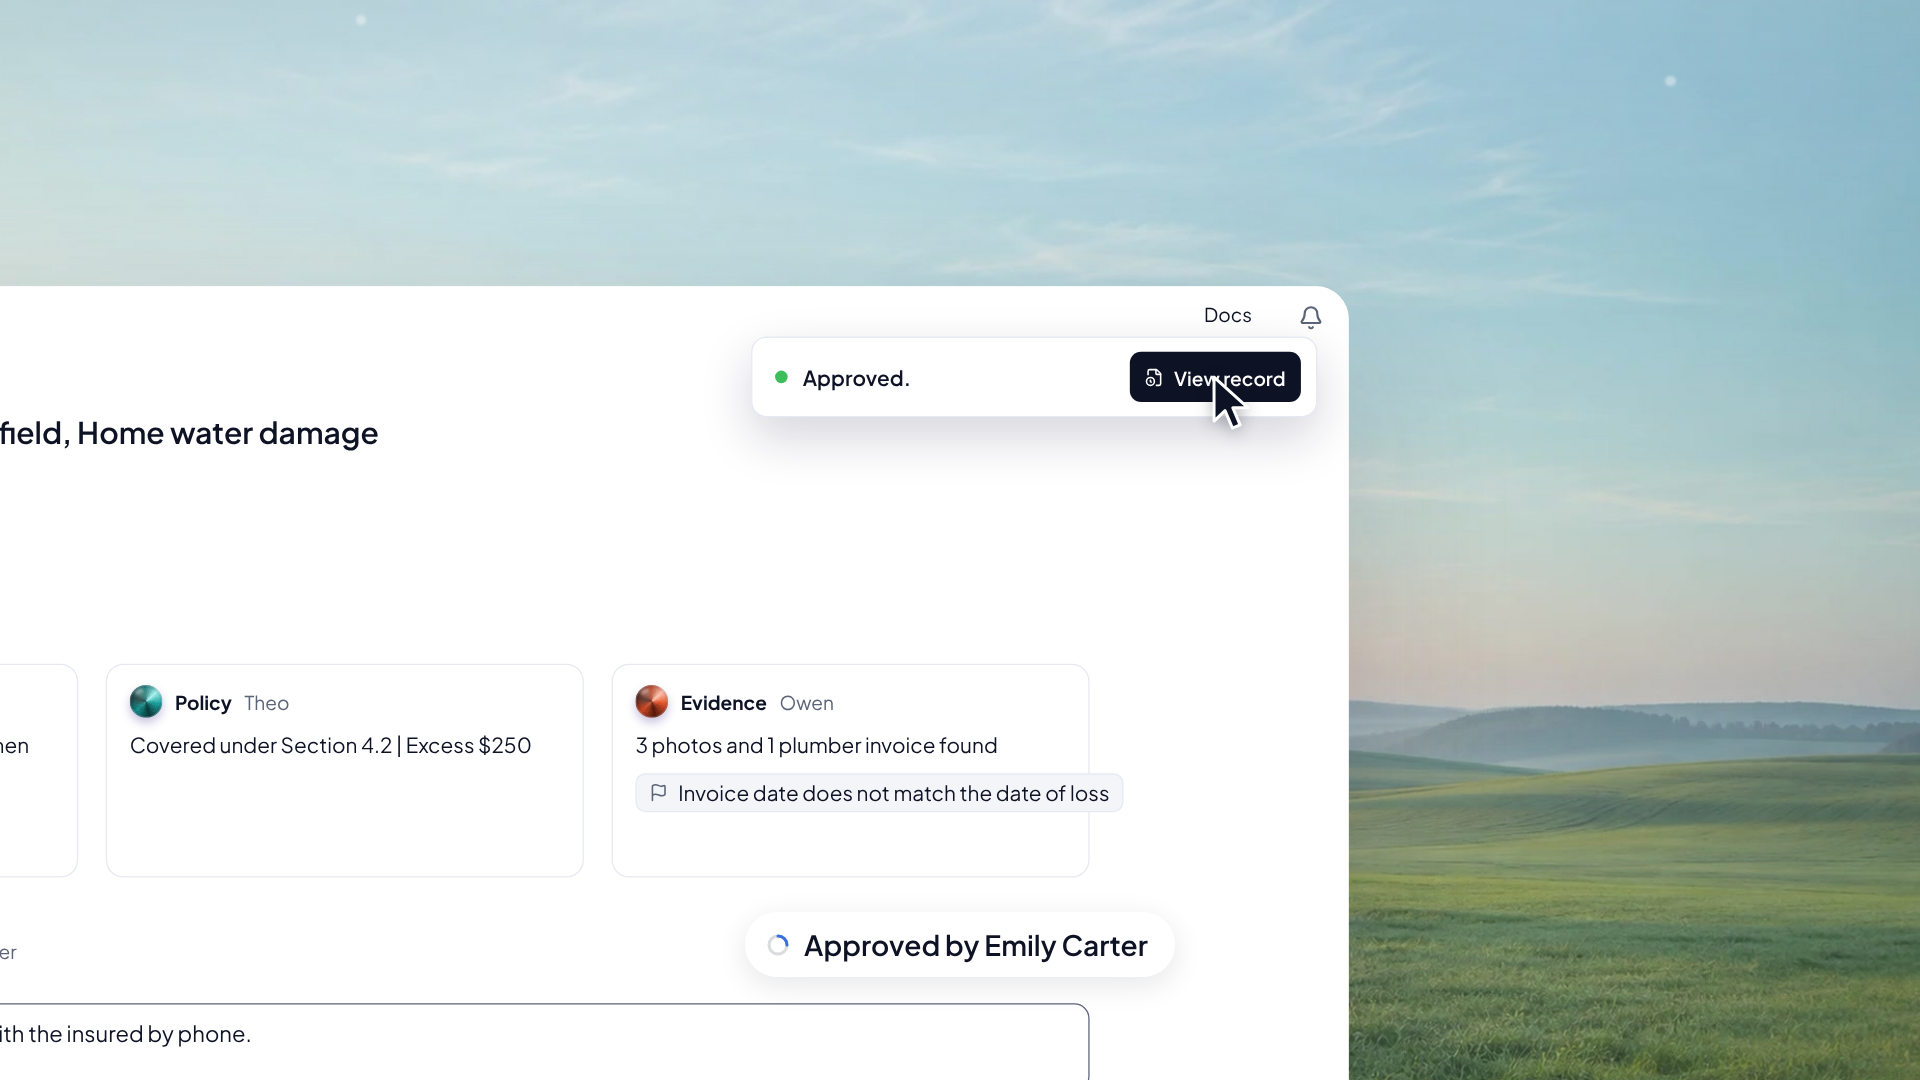 Docs
Approved.
View record
field, Home water damage
Policy Theo
Covered under Section 4.2 | Excess $250
Evidence Owen
3 photos and 1 plumber invoice found
Invoice date does not match the date of loss
Approved by Emily Carter
with the insured by phone.